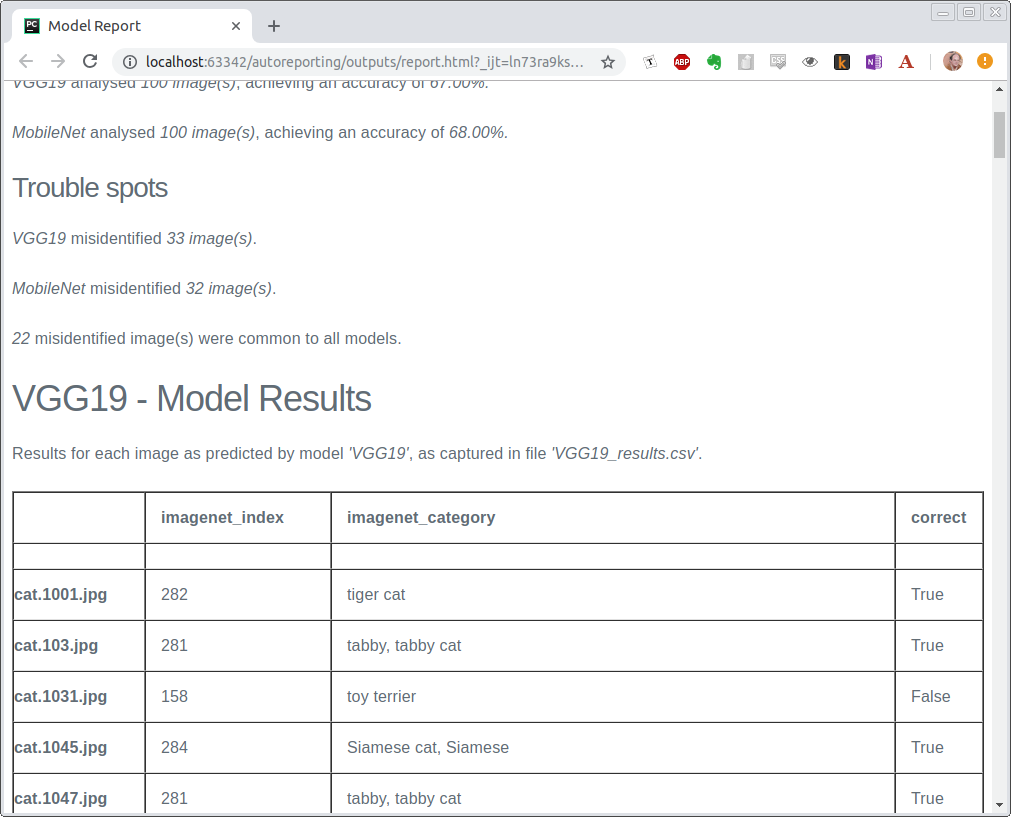 PC Model Report
localhost:63342/autoreporting/outputs/report.html?_ijt=ln73ra9ks...
T ABP CSP k N A
VGG19 analysed 100 image(s), achieving an accuracy of 67.00%.
MobileNet analysed 100 image(s), achieving an accuracy of 68.00%.
Trouble spots
VGG19 misidentified 33 image(s).
MobileNet misidentified 32 image(s).
22 misidentified image(s) were common to all models.
VGG19 - Model Results
Results for each image as predicted by model 'VGG19', as captured in file 'VGG19_results.csv'.
imagenet_index imagenet_category correct
cat.1001.jpg 282 tiger cat True
cat.103.jpg 281 tabby, tabby cat True
cat.1031.jpg 158 toy terrier False
cat.1045.jpg 284 Siamese cat, Siamese True
cat.1047.jpg 281 tabby, tabby cat True